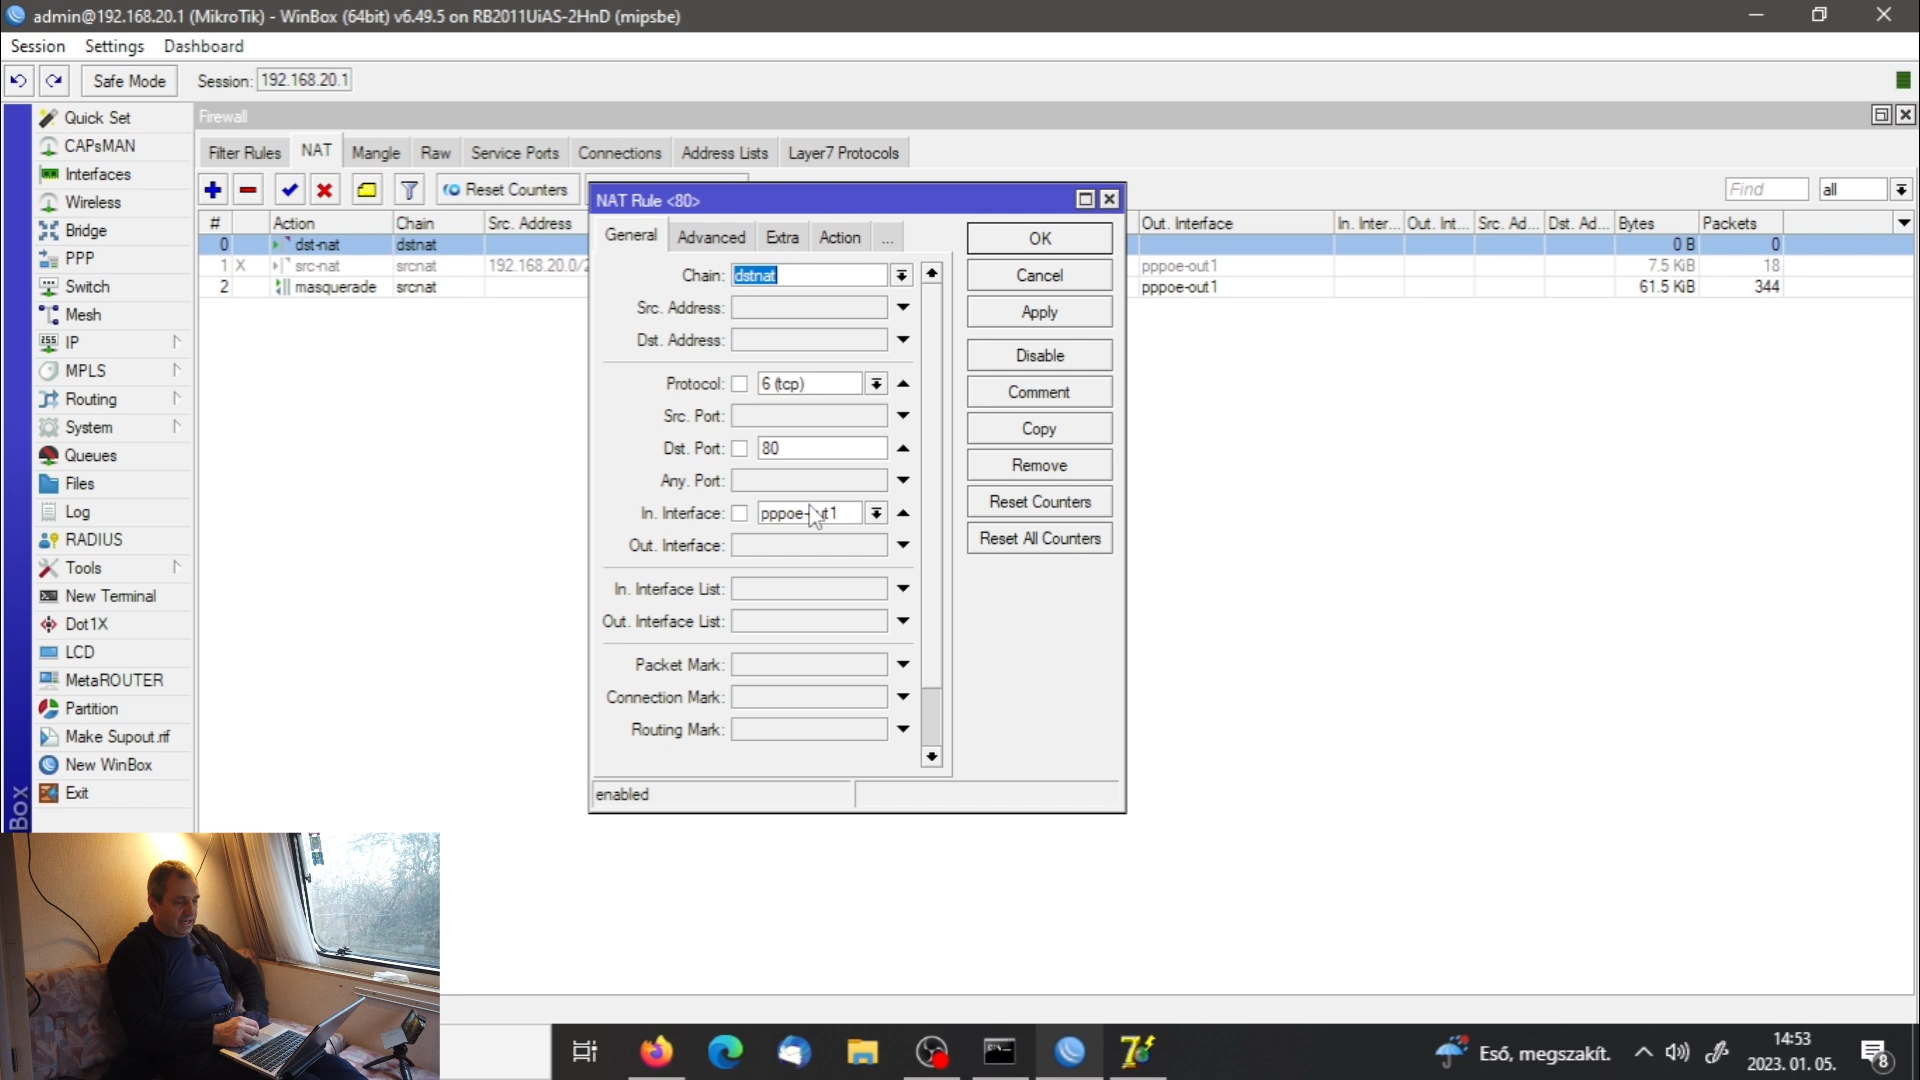 admin@192.168.20.1 (MikroTik) - WinBox (64bit) v6.49.5 on RB2011UiAS-2HnD (mipsbe)
Session Settings Dashboard
Safe Mode Session: 192.168.20.1
Quick Set
CAPsMAN
Interfaces
Wireless
Bridge
PPP
Switch
Mesh
IP
MPLS
Routing
System
Queues
Files
Log
RADIUS
Tools
New Terminal
Dot1X
LCD
MetaROUTER
Partition
Make Supout.rif
New WinBox
Exit
Box
Firewall
Filter Rules NAT Mangle Raw Service Ports Connections Address Lists Layer7 Protocols
Reset Counters Find all
# Action Chain Src. Address Out. Interface In. Inter... Out. Int... Src. Ad... Dst. Ad... Bytes Packets
0 dst-nat dstnat 0 B 0
1 X src-nat srcnat 192.168.20.0/2 pppoe-out1 7.5 KiB 18
2 masquerade srcnat pppoe-out1 61.5 KiB 344
NAT Rule <80>
General Advanced Extra Action ...
Chain: dstnat
Src. Address:
Dst. Address:
Protocol: 6 (tcp)
Src. Port:
Dst. Port: 80
Any. Port:
In. Interface: pppoe-out1
Out. Interface:
In. Interface List:
Out. Interface List:
Packet Mark:
Connection Mark:
Routing Mark:
OK
Cancel
Apply
Disable
Comment
Copy
Remove
Reset Counters
Reset All Counters
enabled
Eső, megszakít.
14:53
2023. 01. 05.
8